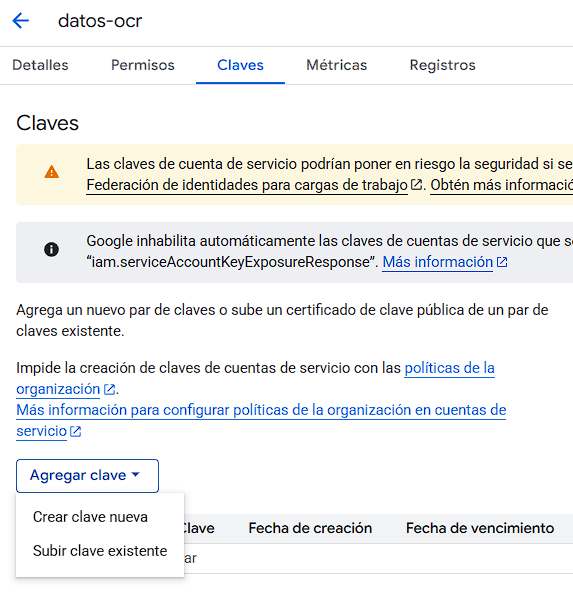 datos-ocr
Detalles Permisos Claves Métricas Registros
Claves
Las claves de cuenta de servicio podrían poner en riesgo la seguridad si se
Federación de identidades para cargas de trabajo. Obtén más informació
Google inhabilita automáticamente las claves de cuentas de servicio que se
“iam.serviceAccountKeyExposureResponse”. Más información
Agrega un nuevo par de claves o sube un certificado de clave pública de un par de
claves existente.
Impide la creación de claves de cuentas de servicio con las políticas de la
organización.
Más información para configurar políticas de la organización en cuentas de
servicio
Agregar clave
Crear clave nueva
Subir clave existente
Clave Fecha de creación Fecha de vencimiento
ar